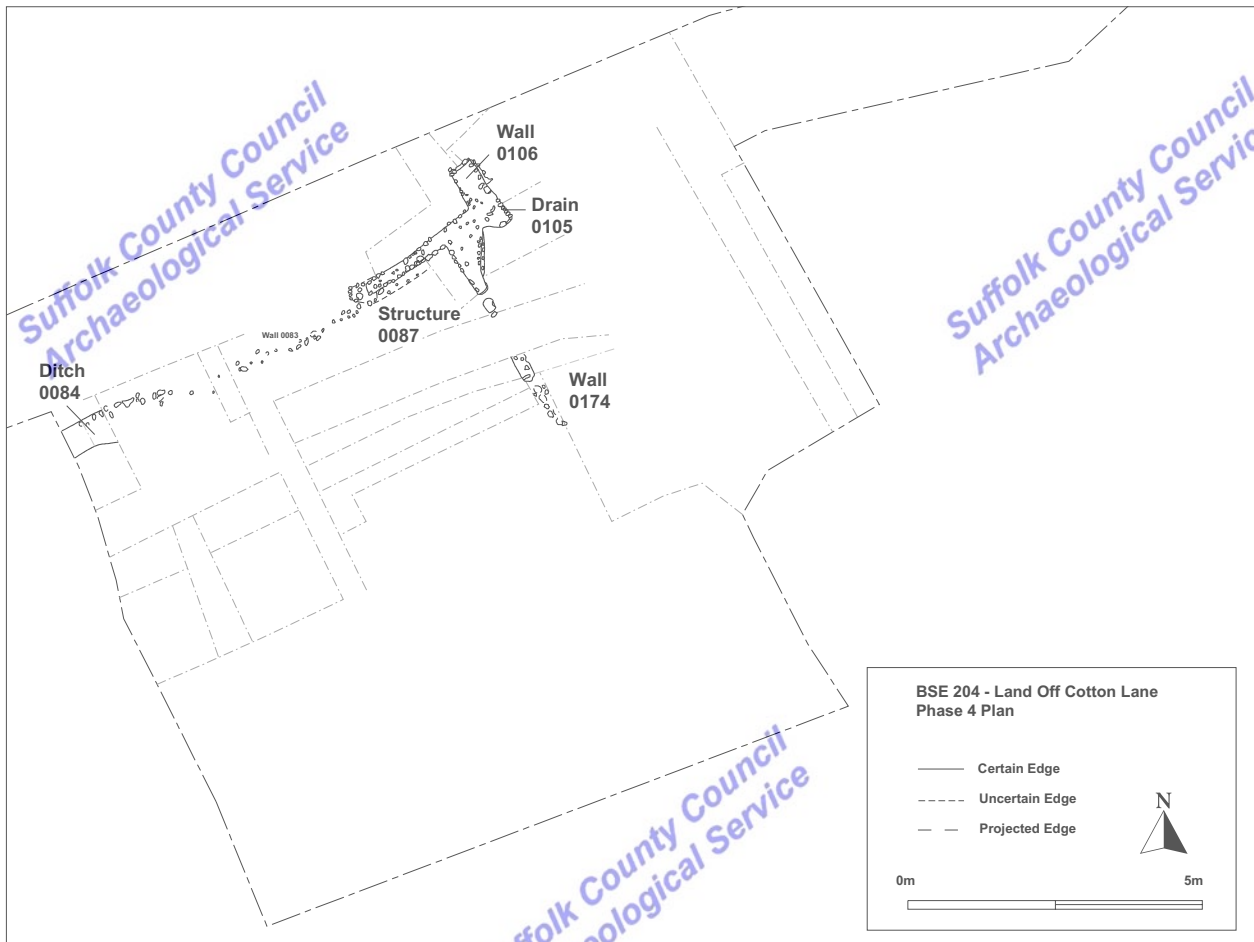 Suffolk County Council
Archaeological Service
Suffolk County Council
Archaeological Service
Wall
0106
Drain
0105
Structure
0087
Wall 0083
Ditch
0084
Wall
0174
Suffolk County Council
Archaeological Service
BSE 204 - Land Off Cotton Lane
Phase 4 Plan
Certain Edge
Uncertain Edge
Projected Edge
N
0m
5m